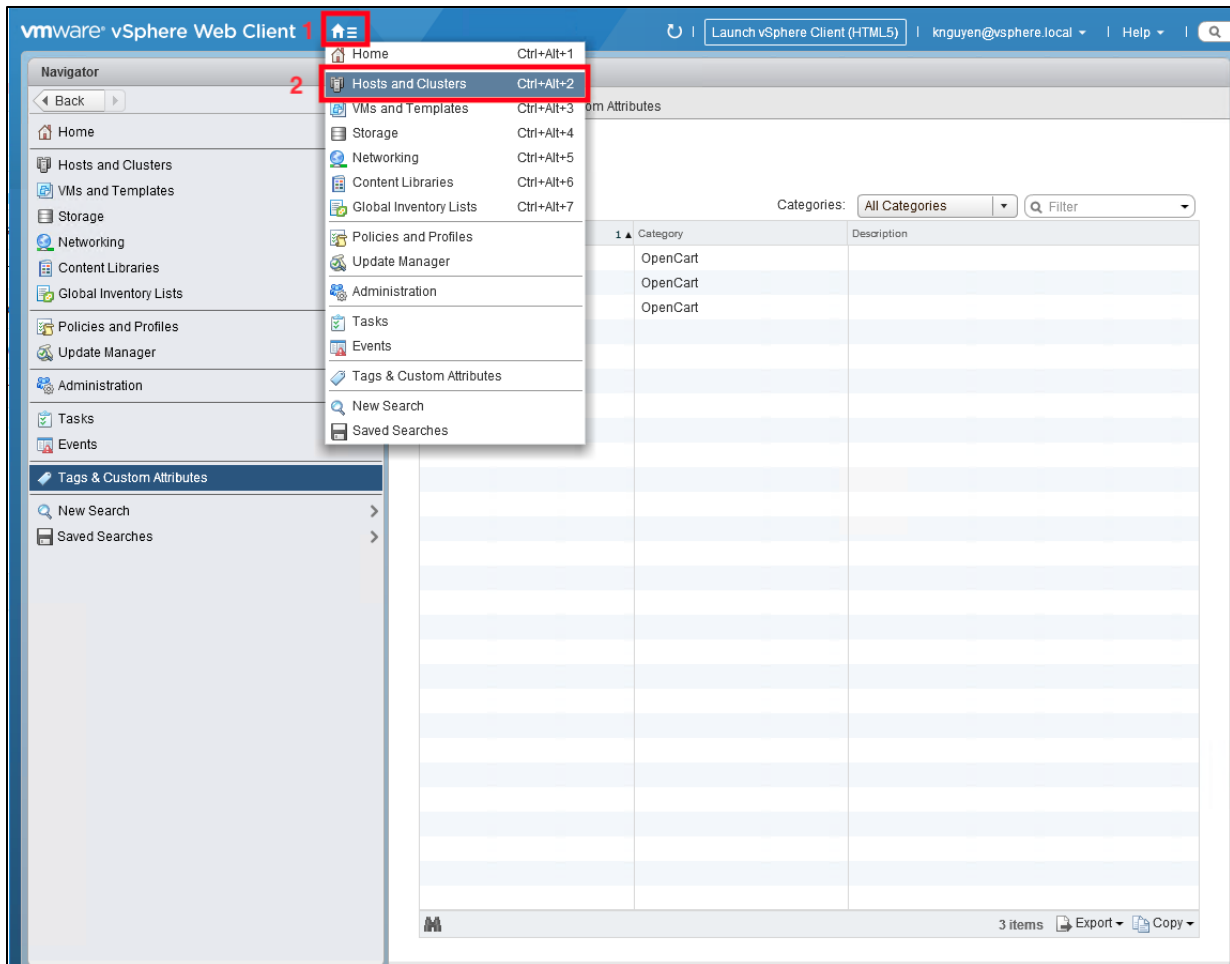 vmware® vSphere Web Client 1
Launch vSphere Client (HTML5) | knguyen@vsphere.local | Help
Navigator
Back
Home
Hosts and Clusters
VMs and Templates
Storage
Networking
Content Libraries
Global Inventory Lists
Policies and Profiles
Update Manager
Administration
Tasks
Events
Tags & Custom Attributes
New Search
Saved Searches
Home Ctrl+Alt+1
2 Hosts and Clusters Ctrl+Alt+2
VMs and Templates Ctrl+Alt+3
Storage Ctrl+Alt+4
Networking Ctrl+Alt+5
Content Libraries Ctrl+Alt+6
Global Inventory Lists Ctrl+Alt+7
Policies and Profiles
Update Manager
Administration
Tasks
Events
Tags & Custom Attributes
New Search
Saved Searches
om Attributes
Categories: All Categories Filter
1 ▲ Category Description
OpenCart
OpenCart
OpenCart
3 items Export Copy